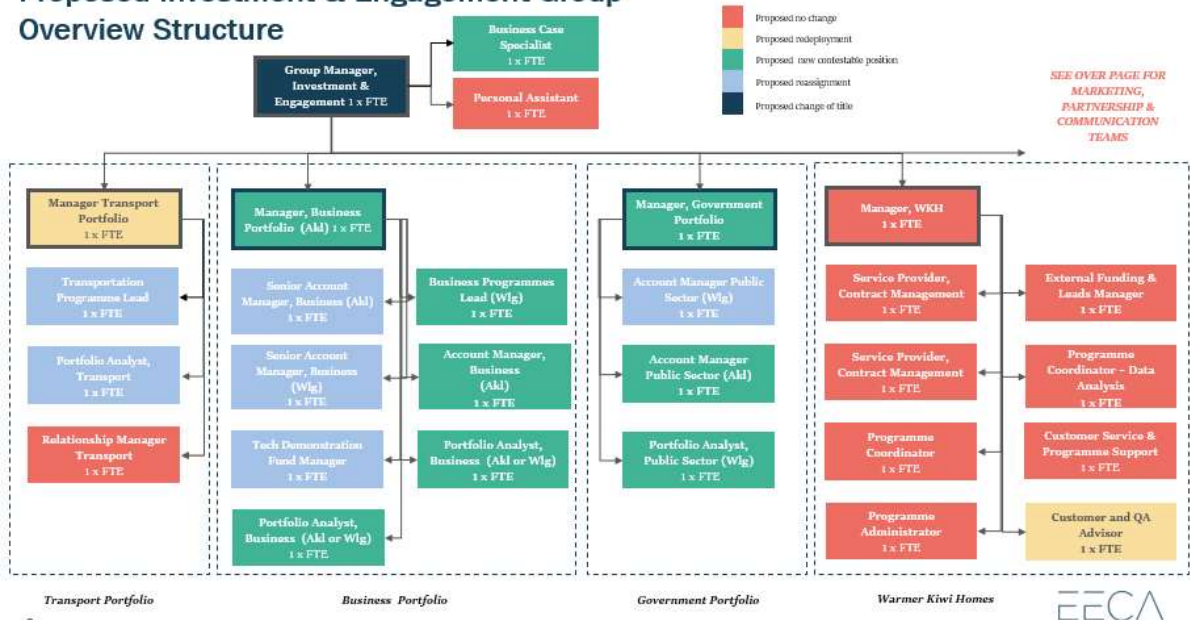 Proposed Investment & Engagement Group
Overview Structure
Business Case
Specialist
1 x FTE
Group Manager,
Investment &
Engagement 1 x FTE
Personal Assistant
1 x FTE
Proposed no change
Proposed redeployment
Proposed new contestable position
Proposed reassignment
Proposed change of title
SEE OVER PAGE FOR
MARKETING,
PARTNERSHIP &
COMMUNICATION
TEAMS
Manager Transport
Portfolio
1 x FTE
Transportation
Programme Lead
1 x FTE
Portfolio Analyst,
Transport
1 x FTE
Relationship Manager
Transport
1 x FTE
Manager, Business
Portfolio (Akl) 1 x FTE
Senior Account
Manager, Business (Akl)
1 x FTE
Business Programmes
Lead (Wlg)
1 x FTE
Senior Account
Manager, Business
(Wlg)
1 x FTE
Account Manager,
Business
(Akl)
1 x FTE
Tech Demonstration
Fund Manager
1 x FTE
Portfolio Analyst,
Business (Akl or Wlg)
1 x FTE
Portfolio Analyst,
Business (Akl or Wlg)
1 x FTE
Manager, Government
Portfolio
1 x FTE
Account Manager Public
Sector (Wlg)
1 x FTE
Account Manager
Public Sector (Akl)
1 x FTE
Portfolio Analyst,
Public Sector (Wlg)
1 x FTE
Manager, WKH
1 x FTE
Service Provider,
Contract Management
1 x FTE
External Funding &
Leads Manager
1 x FTE
Service Provider,
Contract Management
1 x FTE
Programme
Coordinator – Data
Analysis
1 x FTE
Programme
Coordinator
1 x FTE
Customer Service &
Programme Support
1 x FTE
Programme
Administrator
1 x FTE
Customer and QA
Advisor
1 x FTE
Transport Portfolio
Business Portfolio
Government Portfolio
Warmer Kiwi Homes
EECA